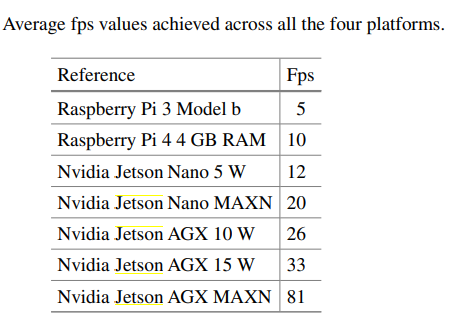 Average fps values achieved across all the four platforms.
Reference Fps
Raspberry Pi 3 Model b 5
Raspberry Pi 4 4 GB RAM 10
Nvidia Jetson Nano 5 W 12
Nvidia Jetson Nano MAXN 20
Nvidia Jetson AGX 10 W 26
Nvidia Jetson AGX 15 W 33
Nvidia Jetson AGX MAXN 81